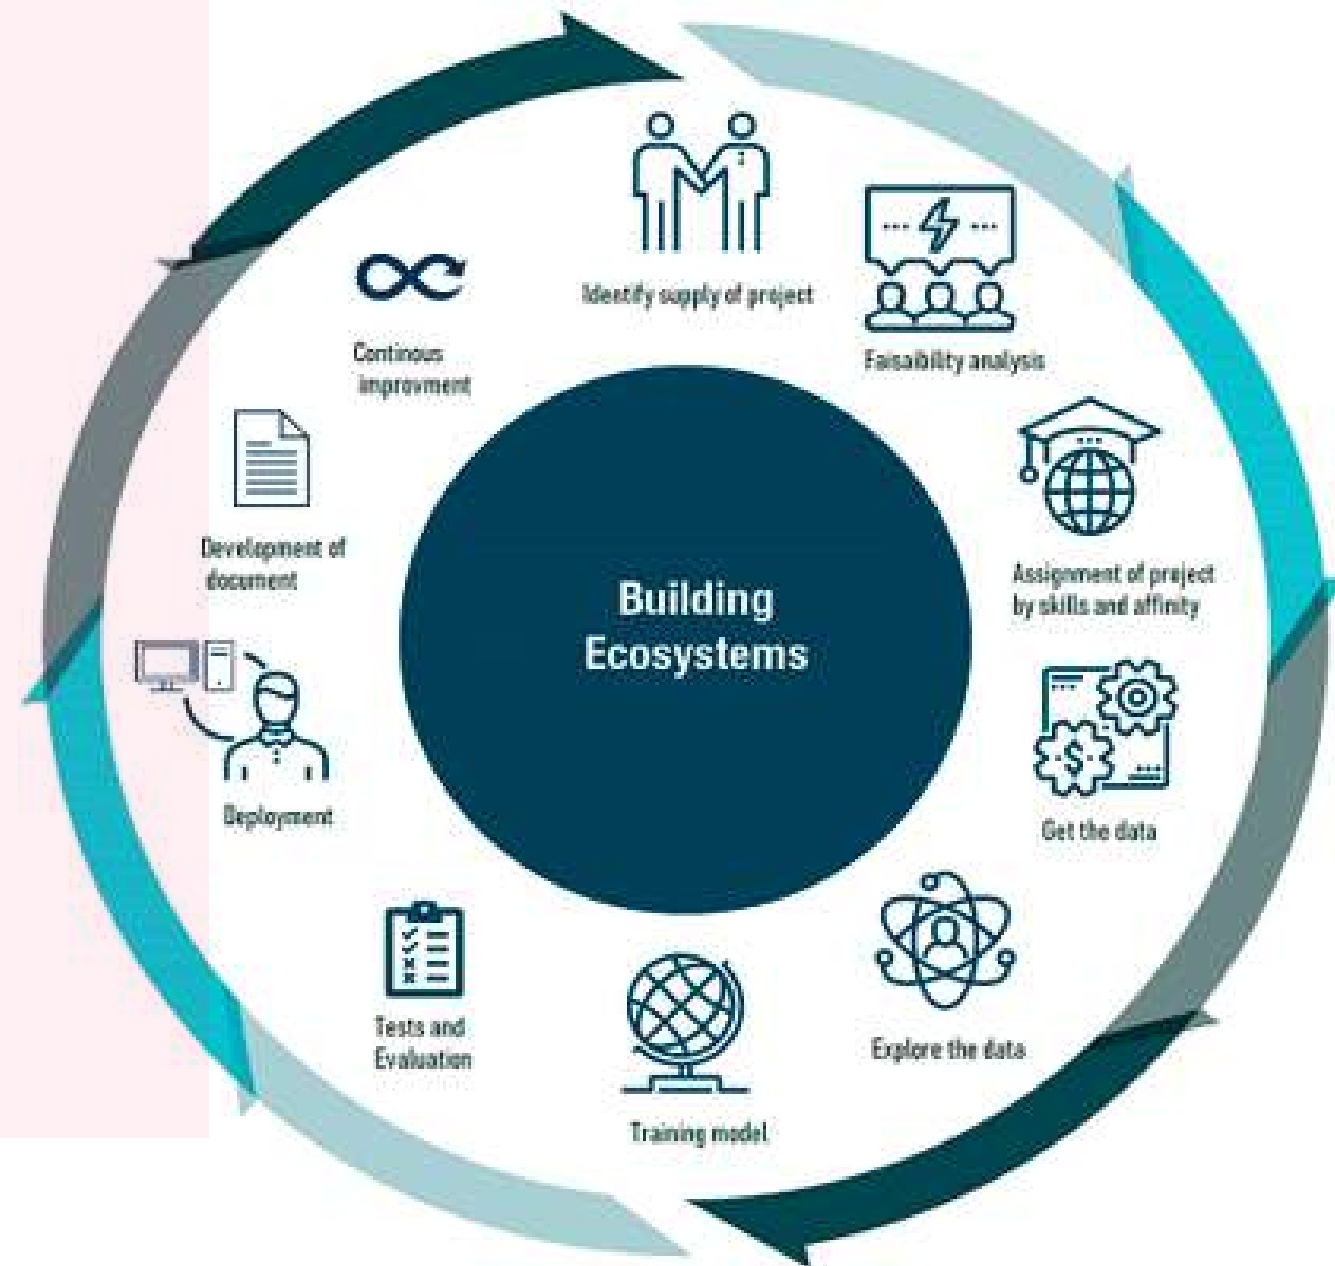 Identify supply of project
Faisaibility analysis
Assignment of project
by skills and affinity
Get the data
Explore the data
Training model
Tests and
Evaluation
Deployment
Development of
document
Continous
improvment
Building
Ecosystems